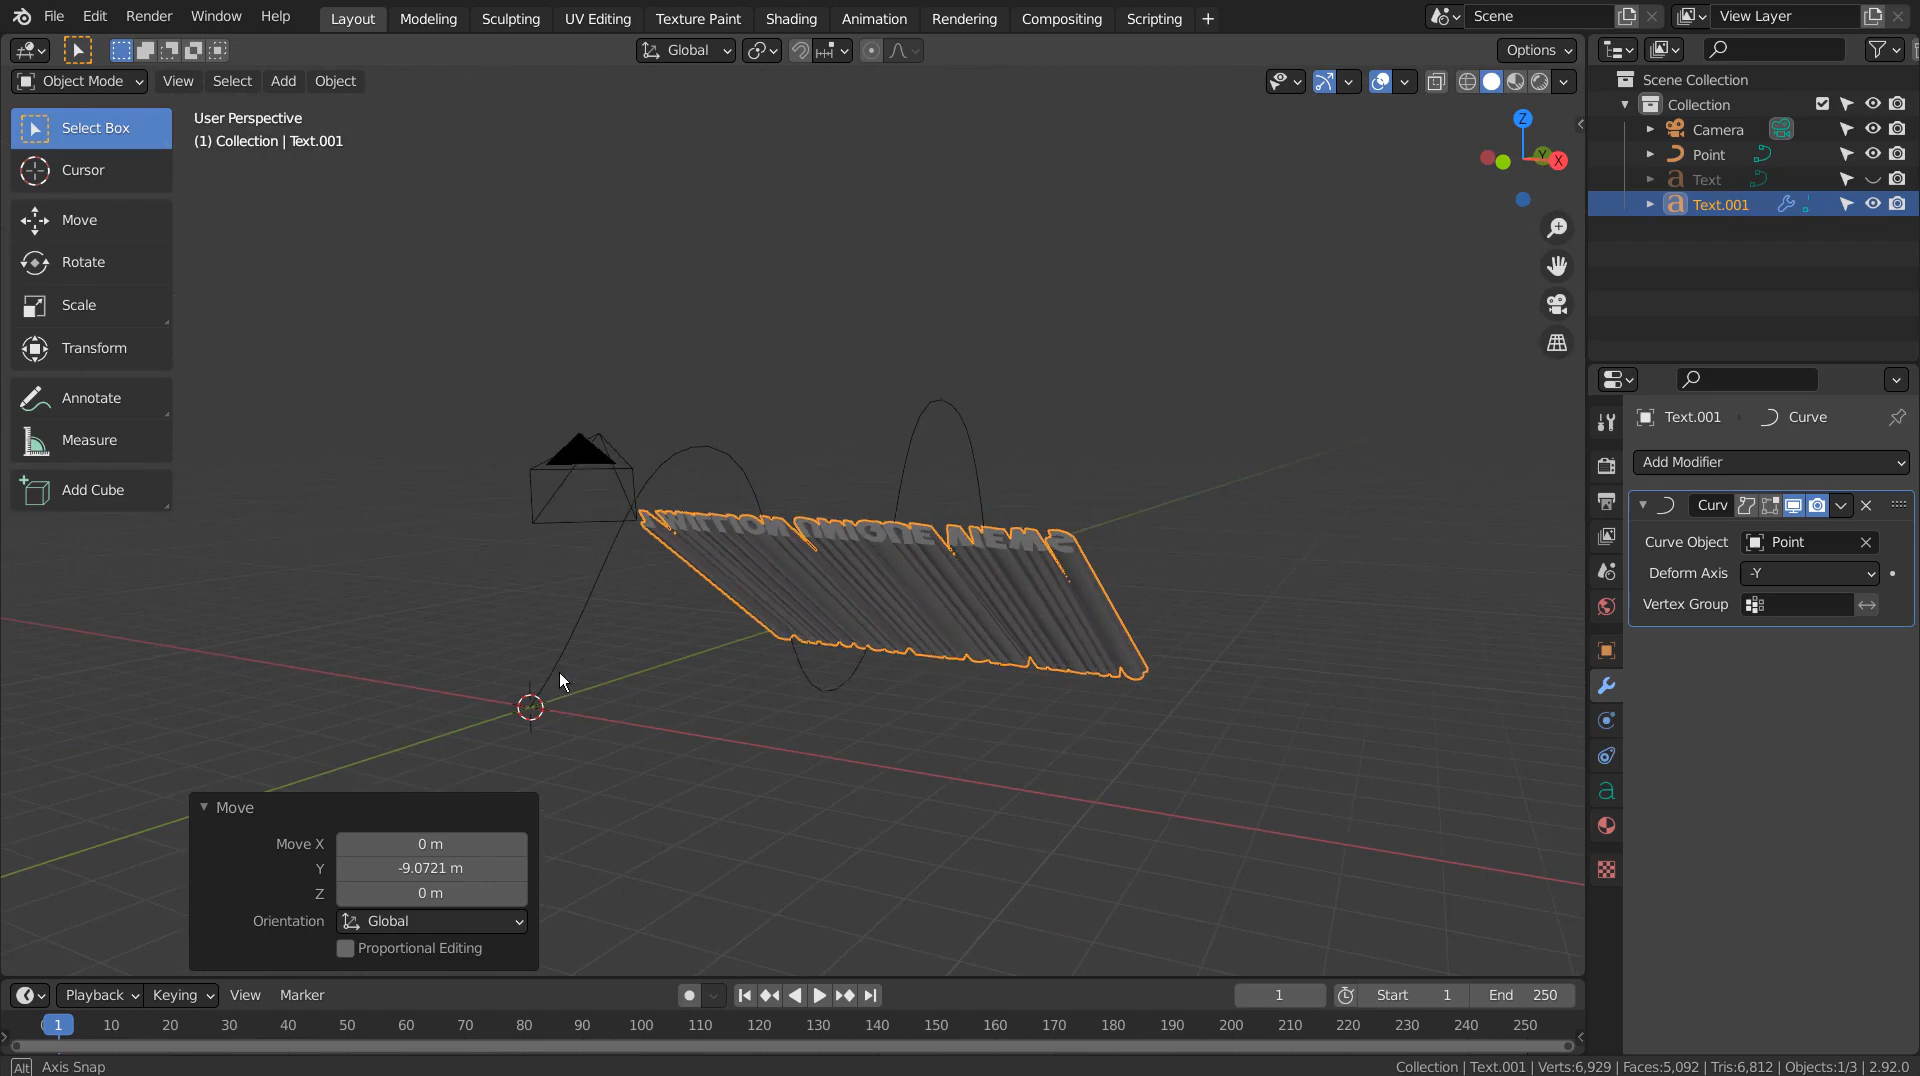 File Edit Render Window Help Layout Modeling Sculpting UV Editing Texture Paint Shading Animation Rendering Compositing Scripting + Scene View Layer
Global Options
Object Mode View Select Add Object
Select Box
Cursor
Move
Rotate
Scale
Transform
Annotate
Measure
Add Cube
User Perspective
(1) Collection | Text.001
Z
Y
X
Scene Collection
Collection
Camera
Point
Text
Text.001
Text.001 Curve
Add Modifier
Curv
Curve Object Point
Deform Axis -Y
Vertex Group
Move
Move X 0 m
Y -9.0721 m
Z 0 m
Orientation Global
Proportional Editing
Playback Keying View Marker 1 Start 1 End 250
1 10 20 30 40 50 60 70 80 90 100 110 120 130 140 150 160 170 180 190 200 210 220 230 240 250
Alt Axis Snap
Collection | Text.001 | Verts:6,929 | Faces:5,092 | Tris:6,812 | Objects:1/3 | 2.92.0